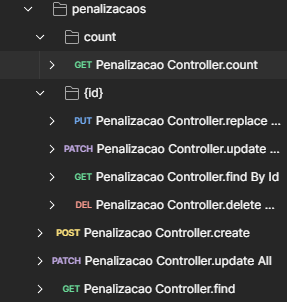 penalizacaos
count
GET Penalizacao Controller.count
{id}
PUT Penalizacao Controller.replace ...
PATCH Penalizacao Controller.update ...
GET Penalizacao Controller.find By Id
DEL Penalizacao Controller.delete ...
POST Penalizacao Controller.create
PATCH Penalizacao Controller.update All
GET Penalizacao Controller.find